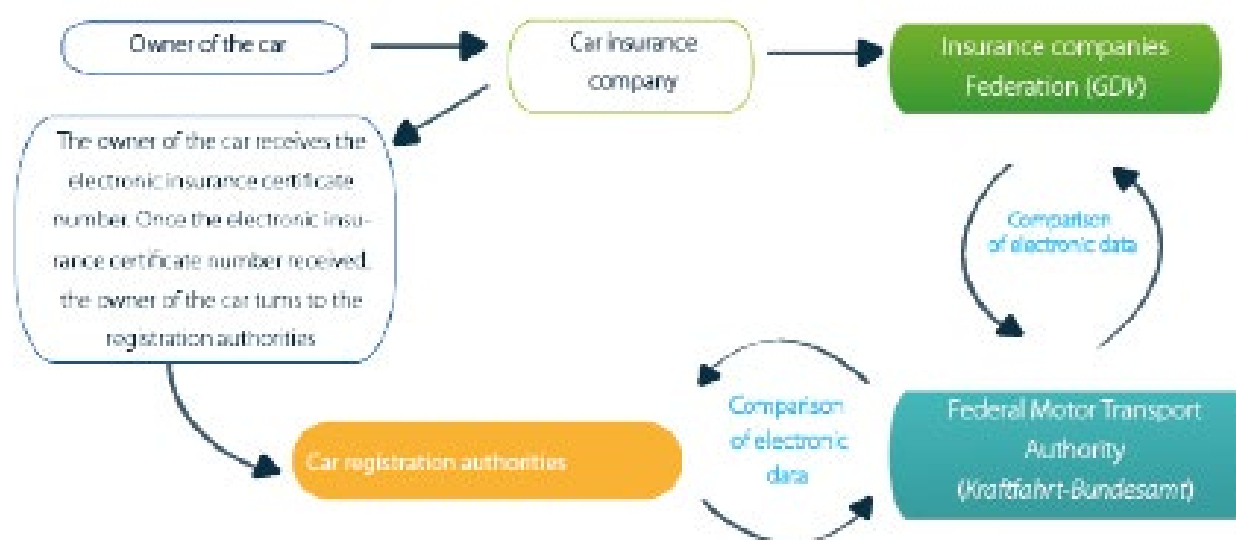 Owner of the car
Car insurance
company
Insurance companies
Federation (GDV)
The owner of the car receives the
electronic insurance certificate
number. Once the electronic insu-
rance certificate number received,
the owner of the car turns to the
registration authorities
Comparison
of electronic data
Car registration authorities
Comparison
of electronic
data
Federal Motor Transport
Authority
(Kraftfahrt-Bundesamt)